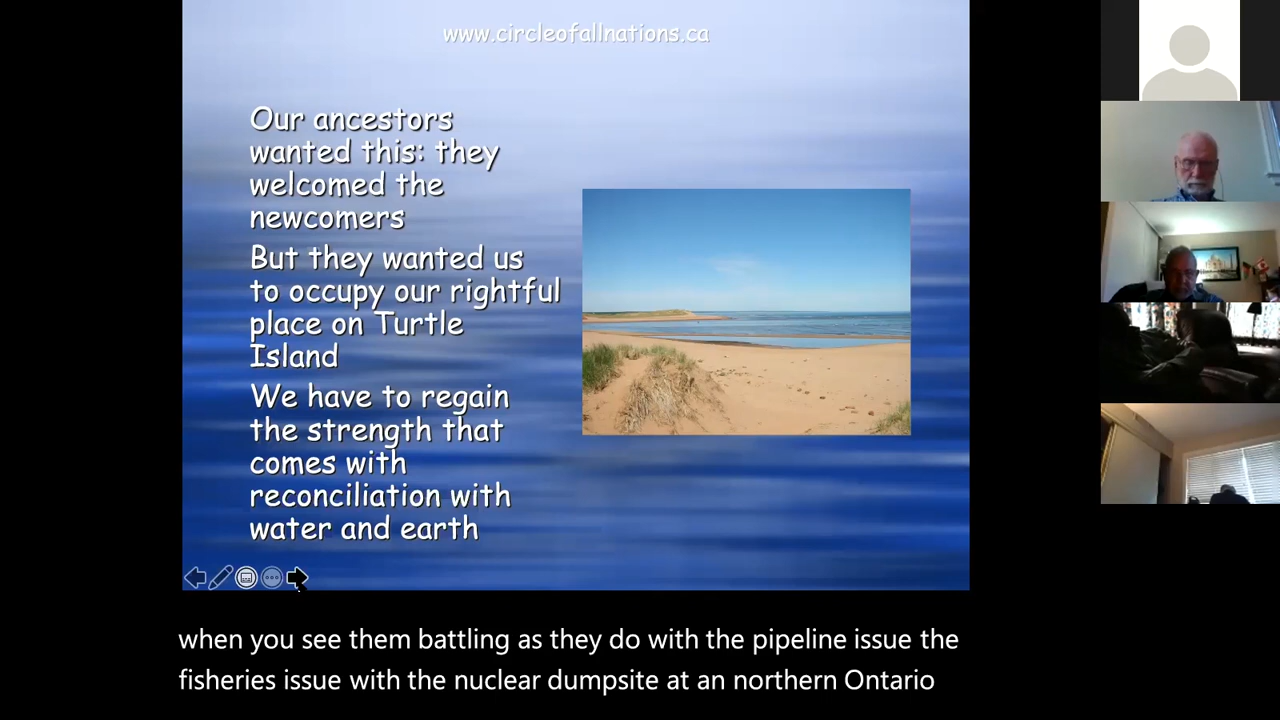 www.circleofallnations.ca
Our ancestors
wanted this: they
welcomed the
newcomers
But they wanted us
to occupy our rightful
place on Turtle
Island
We have to regain
the strength that
comes with
reconciliation with
water and earth
when you see them battling as they do with the pipeline issue the
fisheries issue with the nuclear dumpsite at an northern Ontario